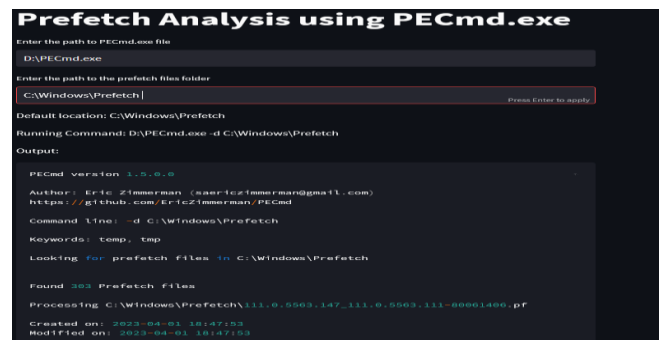 Prefetch Analysis using PECmd.exe
Enter the path to PECmd.exe file
D:\PECmd.exe
Enter the path to the prefetch files folder
C:\Windows\Prefetch
Press Enter to apply
Default location: C:\Windows\Prefetch
Running Command: D:\PECmd.exe -d C:\Windows\Prefetch
Output:
PECmd version 1.5.0.0
Author: Eric Zimmerman (saericzimmerman@gmail.com)
https://github.com/EricZimmerman/PECmd
Command line: -d C:\Windows\Prefetch
Keywords: temp, tmp
Looking for prefetch files in C:\Windows\Prefetch
Found 303 Prefetch files
Processing C:\Windows\Prefetch\111.0.5563.147_111.0.5563.111-80061406.pf
Created on: 2023-04-01 18:47:53
Modified on: 2023-04-01 18:47:53